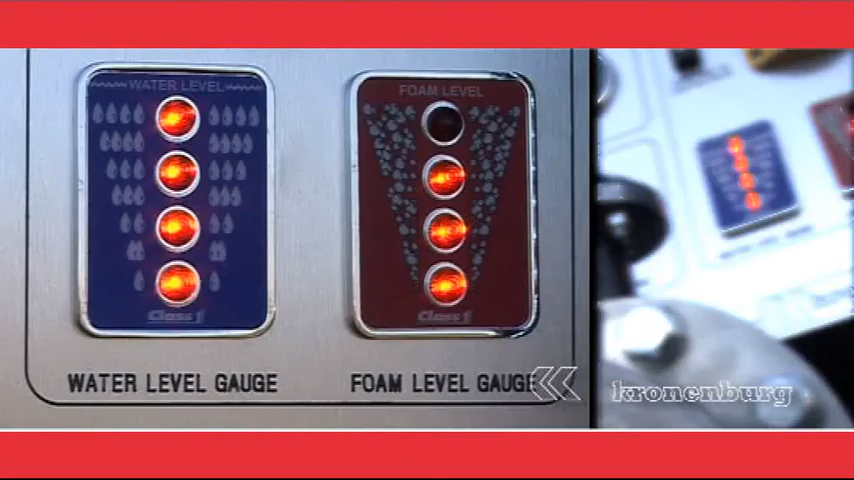 WATER LEVEL
FOAM LEVEL
Class 1
Class 1
WATER LEVEL GAUGE
FOAM LEVEL GAUGE
kronenburg